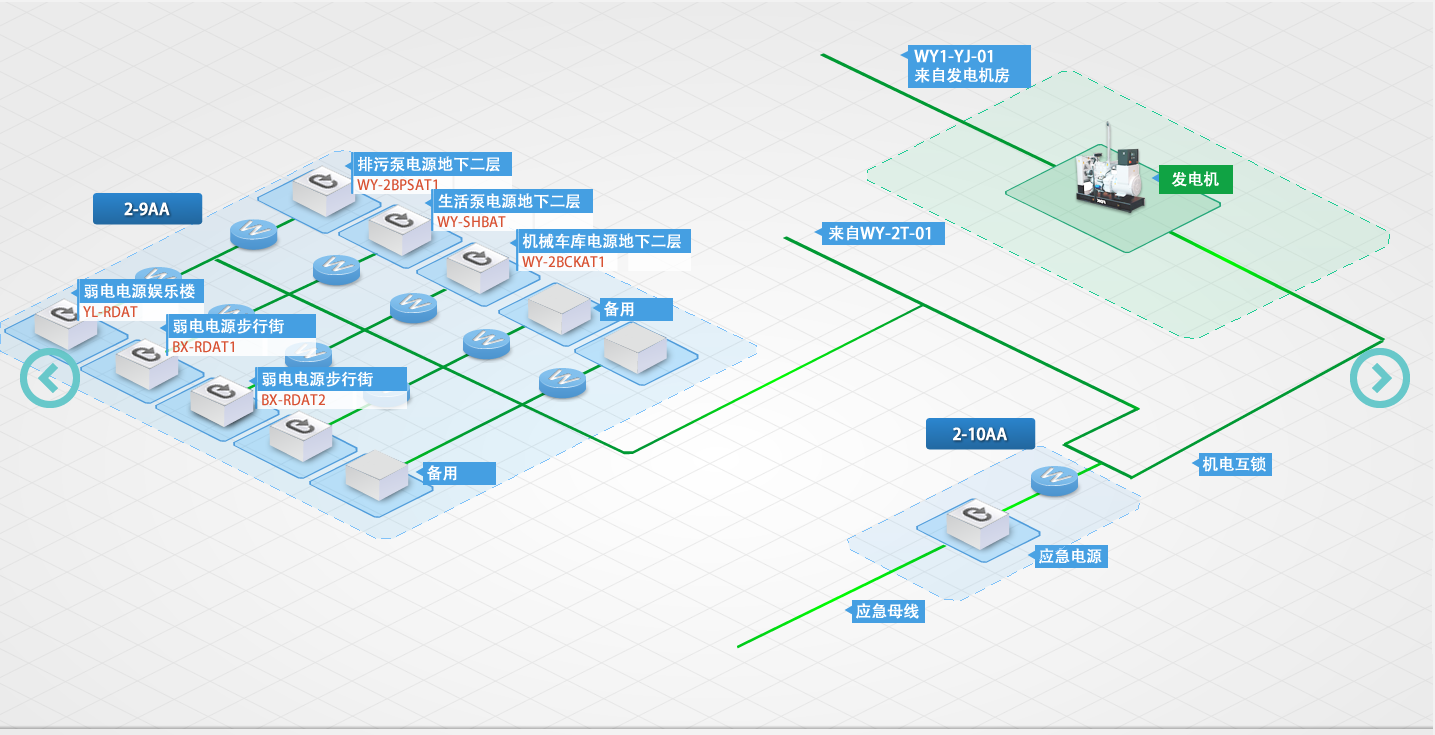 WY1-YJ-01
来自发电机房
发电机
排污泵电源地下二层
WY-2BPSAT1
2-9AA
生活泵电源地下二层
WY-SHBAT
来自WY-2T-01
机械车库电源地下二层
WY-2BCKAT1
弱电电源娱乐楼
YL-RDAT
备用
弱电电源步行街
BX-RDAT1
弱电电源步行街
BX-RDAT2
2-10AA
机电互锁
备用
应急电源
应急母线